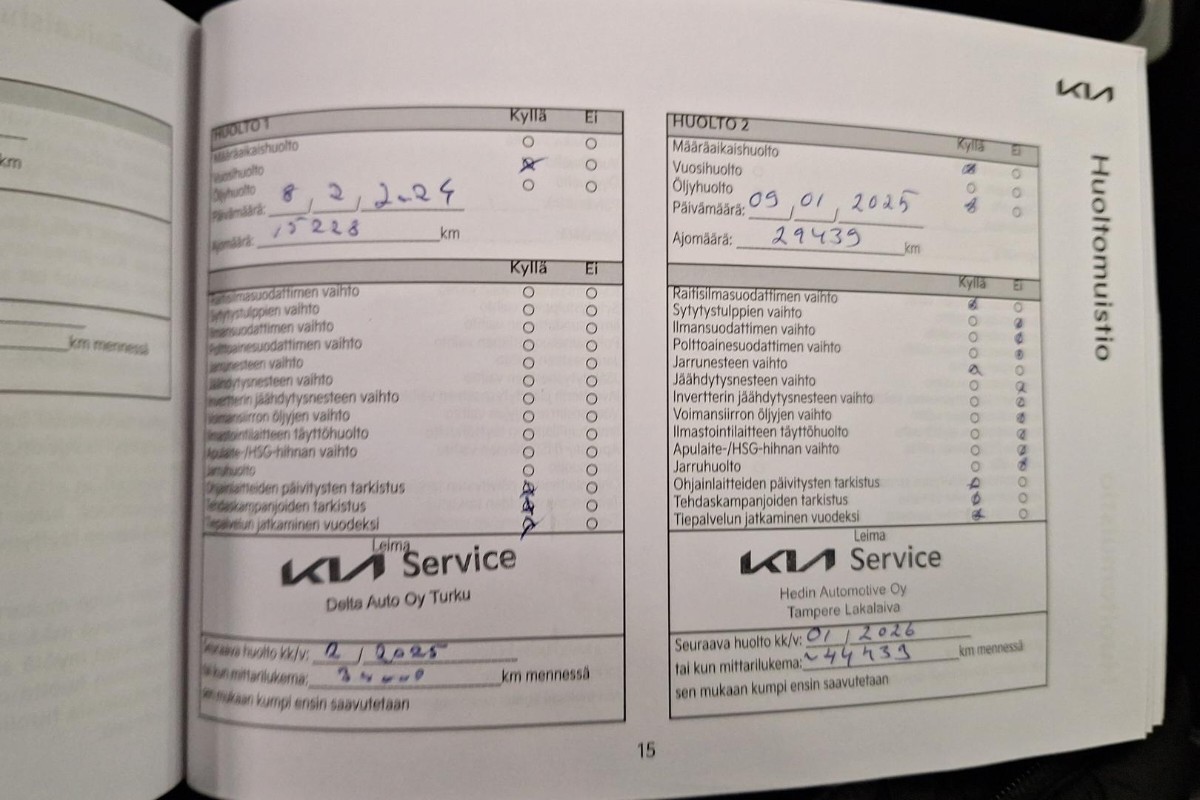 km
km mennessä
KIA
Huoltomuistio
HUOLTO 1 Kyllä Ei
Määräaikaishuolto
Vuosihuolto
Öljyhuolto
Päivämäärä: 8 / 2 / 2024
Ajomäärä: 15228 km
Kyllä Ei
Raitisilmasuodattimen vaihto
Sytytystulppien vaihto
Ilmansuodattimen vaihto
Polttoainesuodattimen vaihto
Jarrunesteen vaihto
Jäähdytysnesteen vaihto
Invertterin jäähdytysnesteen vaihto
Voimansiirron öljyjen vaihto
Ilmastointilaitteen täyttöhuolto
Apulaite-/HSG-hihnan vaihto
Jarruhuolto
Ohjainlaitteiden päivitysten tarkistus
Tehdaskampanjoiden tarkistus
Tiepalvelun jatkaminen vuodeksi
Leima
KIA Service
Delta Auto Oy Turku
Seuraava huolto kk/v: 2 / 2025
tai kun mittarilukema: km mennessä
sen mukaan kumpi ensin saavutetaan
HUOLTO 2 Kyllä Ei
Määräaikaishuolto
Vuosihuolto
Öljyhuolto
Päivämäärä: 09 / 01 / 2025
Ajomäärä: 29439 km
Kyllä Ei
Raitisilmasuodattimen vaihto
Sytytystulppien vaihto
Ilmansuodattimen vaihto
Polttoainesuodattimen vaihto
Jarrunesteen vaihto
Jäähdytysnesteen vaihto
Invertterin jäähdytysnesteen vaihto
Voimansiirron öljyjen vaihto
Ilmastointilaitteen täyttöhuolto
Apulaite-/HSG-hihnan vaihto
Jarruhuolto
Ohjainlaitteiden päivitysten tarkistus
Tehdaskampanjoiden tarkistus
Tiepalvelun jatkaminen vuodeksi
Leima
KIA Service
Hedin Automotive Oy
Tampere Lakalaiva
Seuraava huolto kk/v: 01 / 2026
tai kun mittarilukema: ~44439 km mennessä
sen mukaan kumpi ensin saavutetaan
15